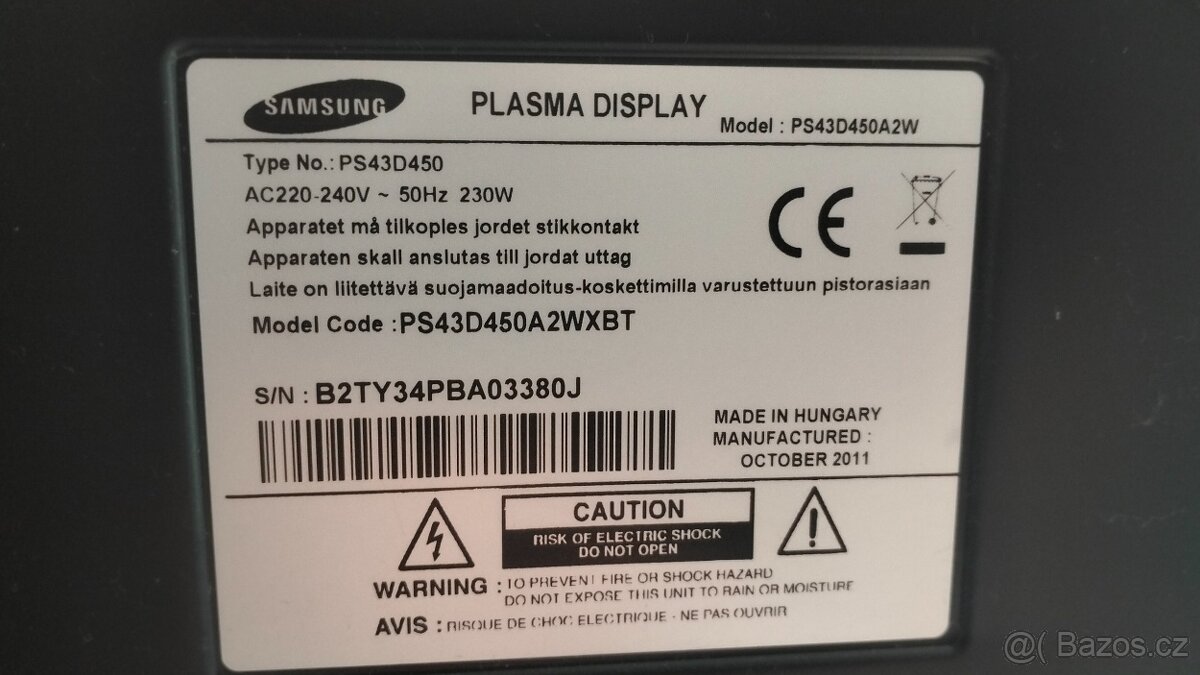 SAMSUNG
PLASMA DISPLAY
Model : PS43D450A2W
Type No.: PS43D450
AC220-240V ~ 50Hz 230W
Apparatet må tilkoples jordet stikkontakt
Apparaten skall anslutas till jordat uttag
Laite on liitettävä suojamaadoitus-koskettimilla varustettuun pistorasiaan
CE
Model Code : PS43D450A2WXBT
S/N : B2TY34PBA03380J
MADE IN HUNGARY
MANUFACTURED :
OCTOBER 2011
CAUTION
RISK OF ELECTRIC SHOCK
DO NOT OPEN
WARNING : TO PREVENT FIRE OR SHOCK HAZARD
DO NOT EXPOSE THIS UNIT TO RAIN OR MOISTURE
AVIS : RISQUE DE CHOC ELECTRIQUE - NE PAS OUVRIR
@( Bazos.cz